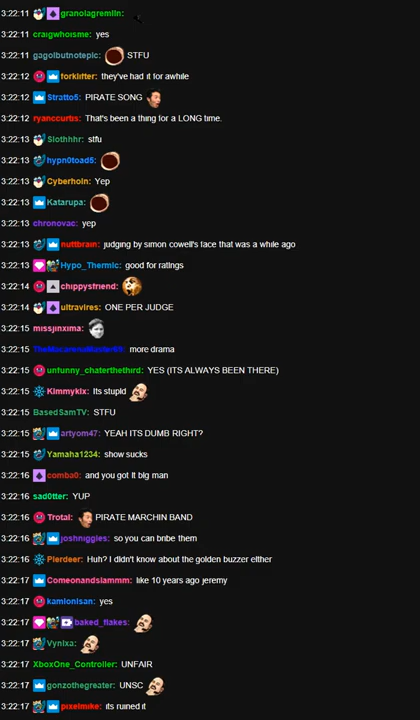 3:22:11 granolagremlin:
3:22:11 craigwhoisme: yes
3:22:11 gagolbutnotepic: STFU
3:22:11 forklifter: they've had it for awhile
3:22:12 Stratto5: PIRATE SONG
3:22:12 ryanccurtis: That's been a thing for a LONG time.
3:22:13 Slothhhr: stfu
3:22:13 hypn0toad5:
3:22:13 Cyberholn: Yep
3:22:13 Katarupa:
3:22:13 chronovac: yep
3:22:13 nuttbrain: judging by simon cowell's face that was a while ago
3:22:13 Hypo_Thermic: good for ratings
3:22:14 chippysfriend:
3:22:14 ultravires: ONE PER JUDGE
3:22:15 missjinxima:
3:22:15 TheMacarenaMaster69: more drama
3:22:15 unfunny_chaterthethird: YES (ITS ALWAYS BEEN THERE)
3:22:15 Kimmykix: Its stupid
3:22:15 BasedSamTV: STFU
3:22:15 artyom47: YEAH ITS DUMB RIGHT?
3:22:15 Yamaha1234: show sucks
3:22:16 comba0: and you got it big man
3:22:16 sad0tter: YUP
3:22:16 Trotal: PIRATE MARCHIN BAND
3:22:16 joshniggles: so you can bribe them
3:22:16 Pierdeer: Huh? I didn't know about the golden buzzer either
3:22:17 Comeonandslammm: like 10 years ago jeremy
3:22:17 kamionisan: yes
3:22:17 baked_flakes:
3:22:17 Vynixa:
3:22:17 XboxOne_Controller: UNFAIR
3:22:17 gonzothegreater: UNSC
3:22:17 pixelmike: its ruined it